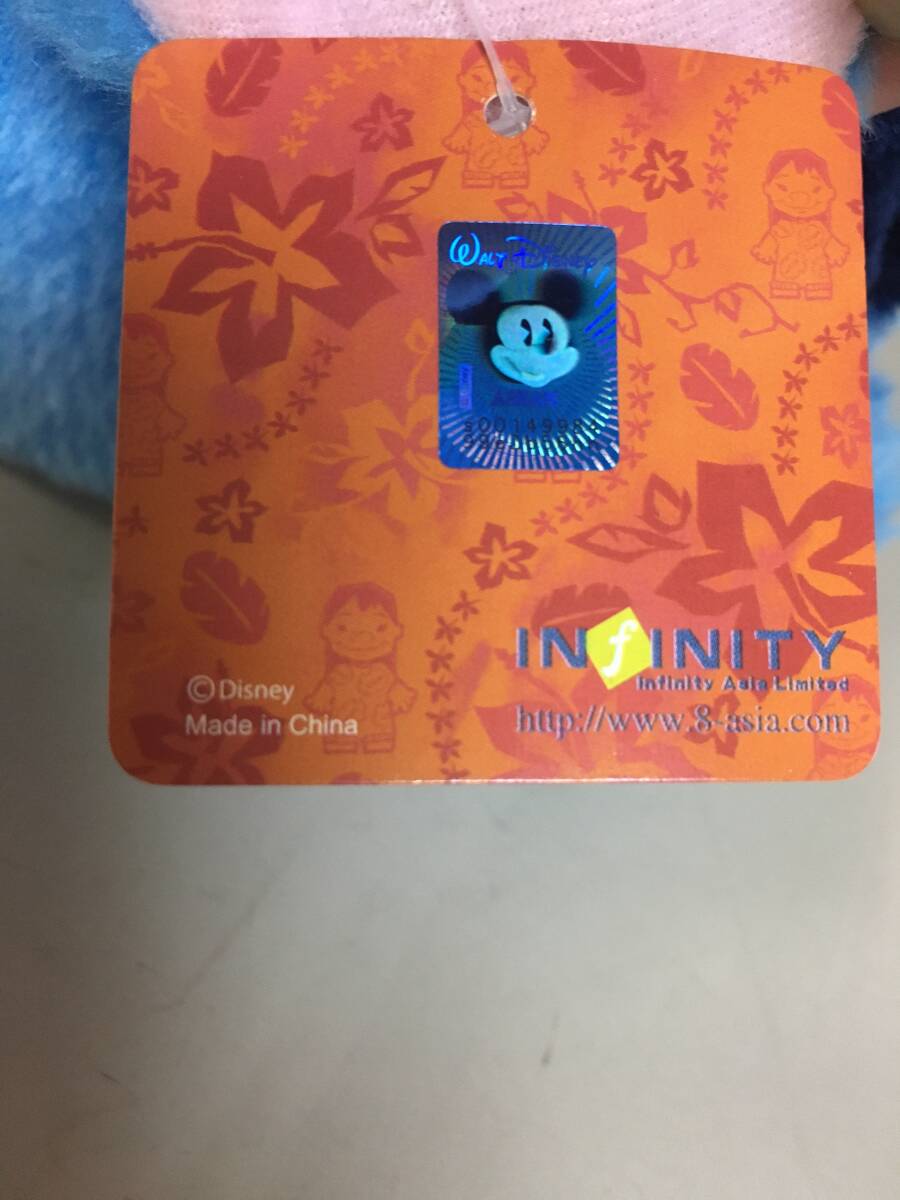 WALT DISNEY
©Disney
Made in China
INfINITY
Infinity Asia Limited
http://www.8-asia.com